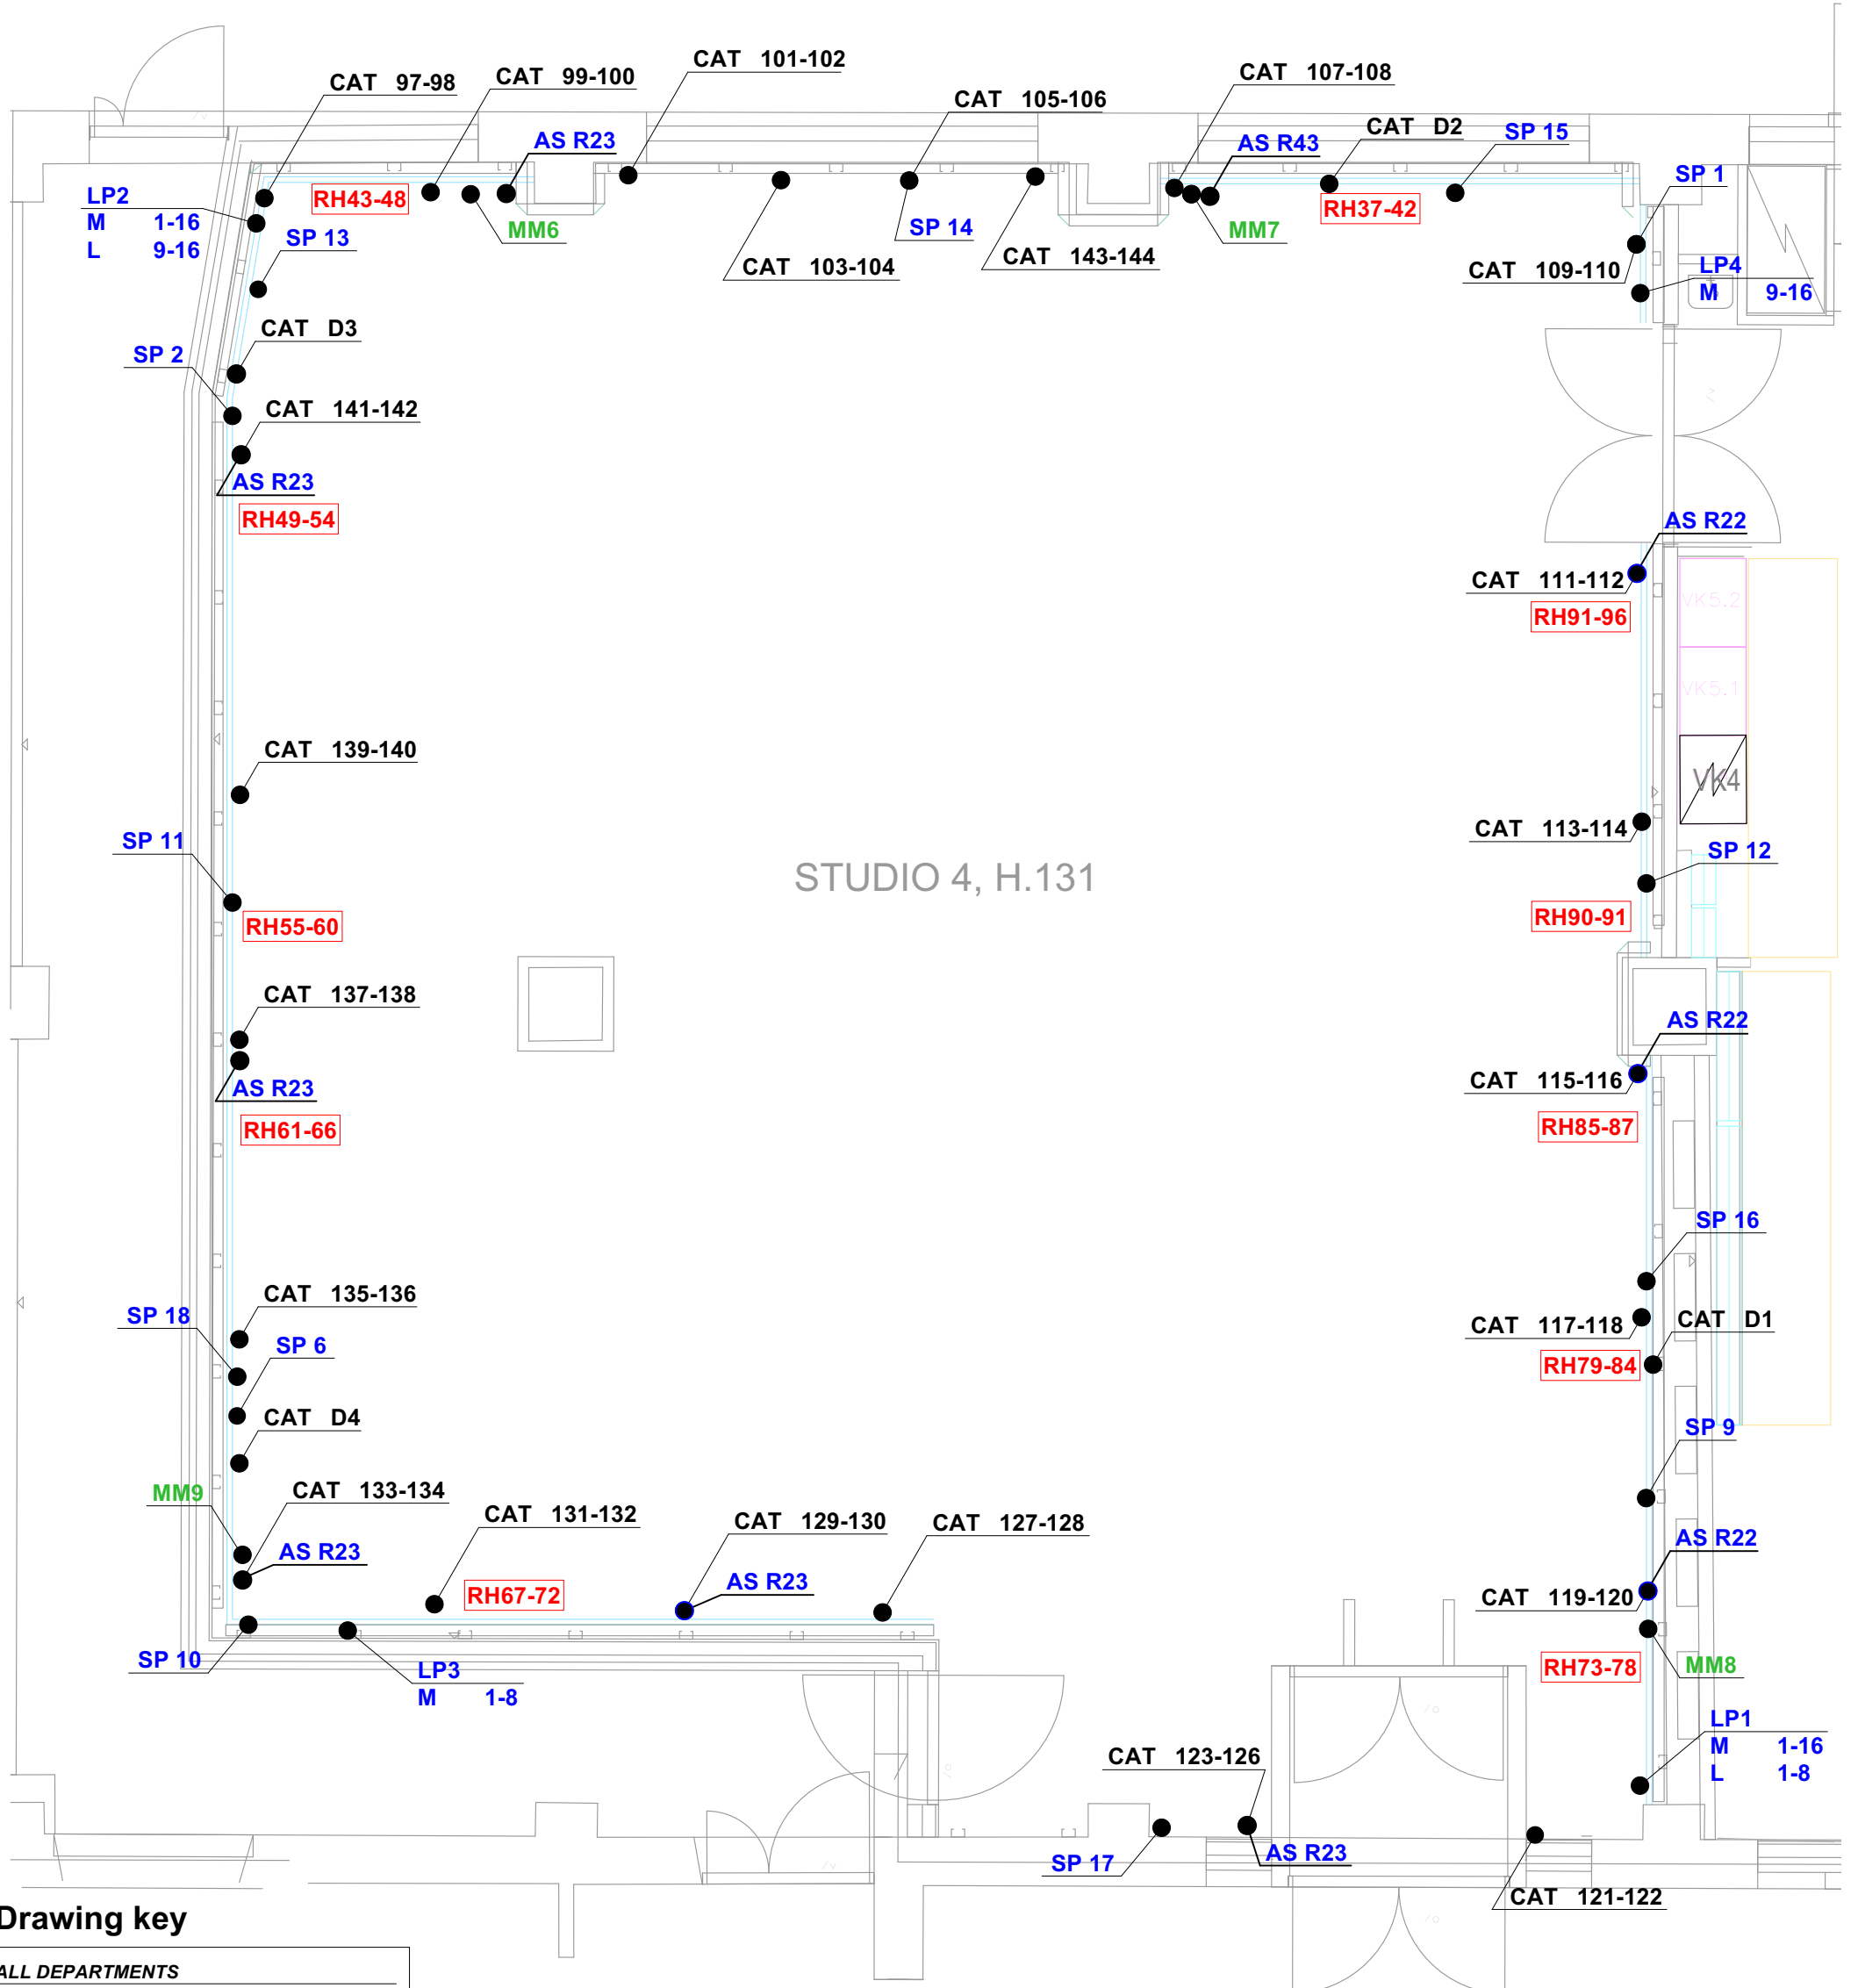 CAT 101-102
CAT 107-108
CAT 97-98
CAT 99-100
CAT 105-106
CAT D2
SP 15
AS R23
AS R43
SP 1
LP2
M 1-16
L 9-16
RH43-48
MM6
SP 14
MM7
RH37-42
SP 13
CAT 103-104
CAT 143-144
CAT 109-110
LP4
M 9-16
CAT D3
SP 2
CAT 141-142
AS R23
RH49-54
AS R22
CAT 111-112
VK5.2
RH91-96
VK5.1
CAT 139-140
VK4
CAT 113-114
SP 11
SP 12
STUDIO 4, H.131
RH55-60
RH90-91
CAT 137-138
AS R22
AS R23
CAT 115-116
RH61-66
RH85-87
SP 16
CAT 135-136
SP 18
SP 6
CAT 117-118
CAT D1
RH79-84
CAT D4
SP 9
MM9
CAT 133-134
CAT 131-132
CAT 129-130
CAT 127-128
AS R22
AS R23
AS R23
RH67-72
CAT 119-120
SP 10
LP3
M 1-8
RH73-78
MM8
LP1
M 1-16
L 1-8
CAT 123-126
SP 17
AS R23
CAT 121-122
Drawing key
ALL DEPARTMENTS